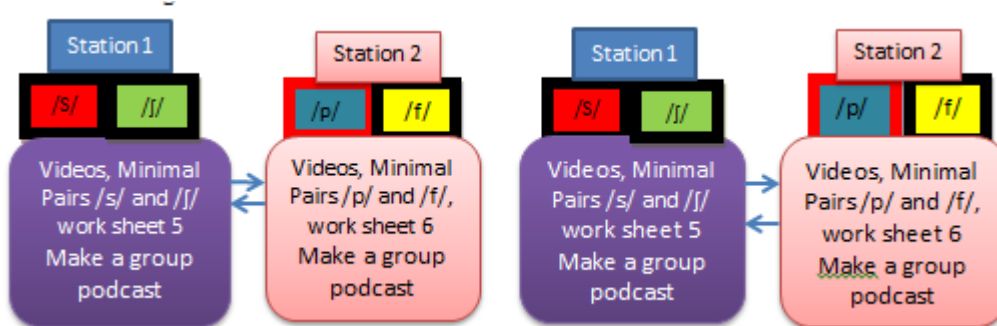 Station 1
/s/ /ʃ/
Videos, Minimal
Pairs /s/ and /ʃ/
work sheet 5
Make a group
podcast
Station 2
/p/ /f/
Videos, Minimal
Pairs /p/ and /f/,
work sheet 6
Make a group
podcast
Station 1
/s/ /ʃ/
Videos, Minimal
Pairs /s/ and /ʃ/
work sheet 5
Make a group
podcast
Station 2
/p/ /f/
Videos, Minimal
Pairs /p/ and /f/,
work sheet 6
Make a group
podcast